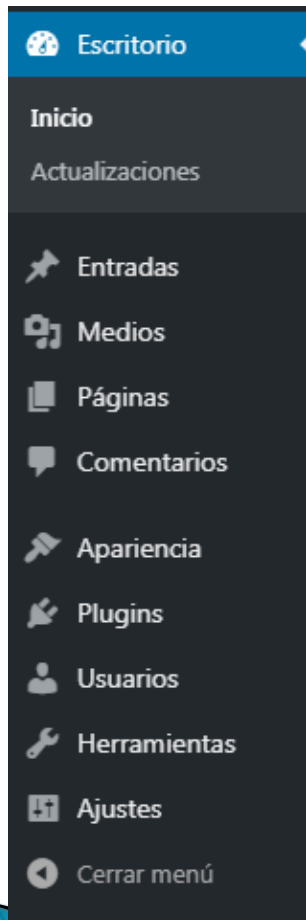 Escritorio
Inicio
Actualizaciones
Entradas
Medios
Páginas
Comentarios
Apariencia
Plugins
Usuarios
Herramientas
Ajustes
Cerrar menú